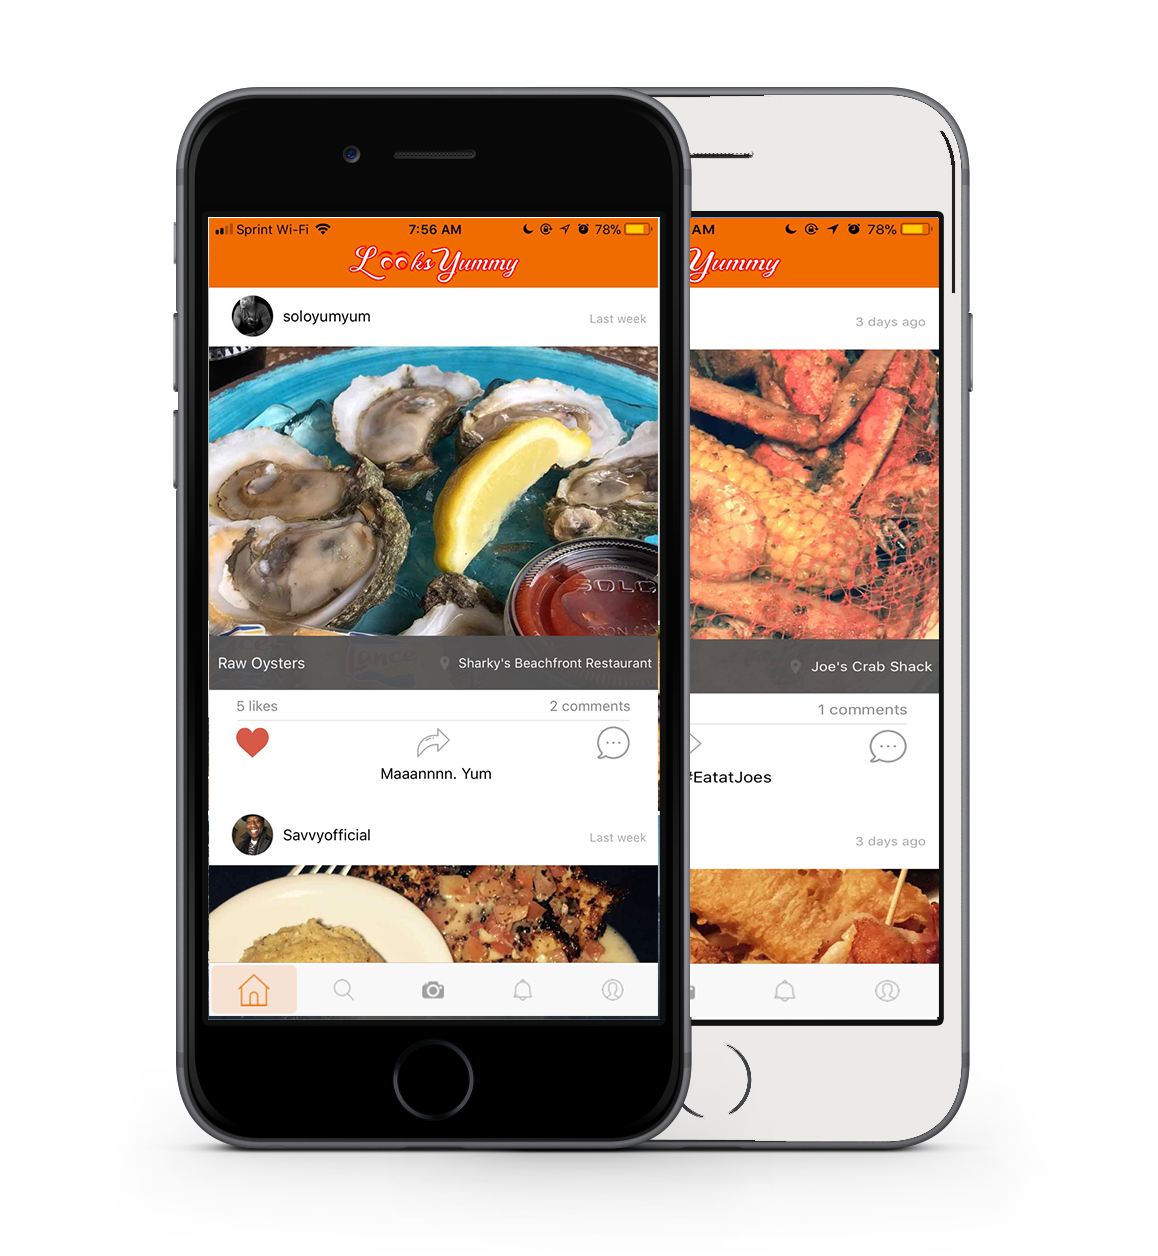 Sprint Wi-Fi 7:56 AM 78%
LooksYummy
soloyumyum Last week
SOLO
Raw Oysters Sharky's Beachfront Restaurant
Lance
5 likes 2 comments
Maaannnn. Yum
Savvyofficial Last week
AM 78%
Yummy
3 days ago
Joe's Crab Shack
1 comments
#EatatJoes
3 days ago